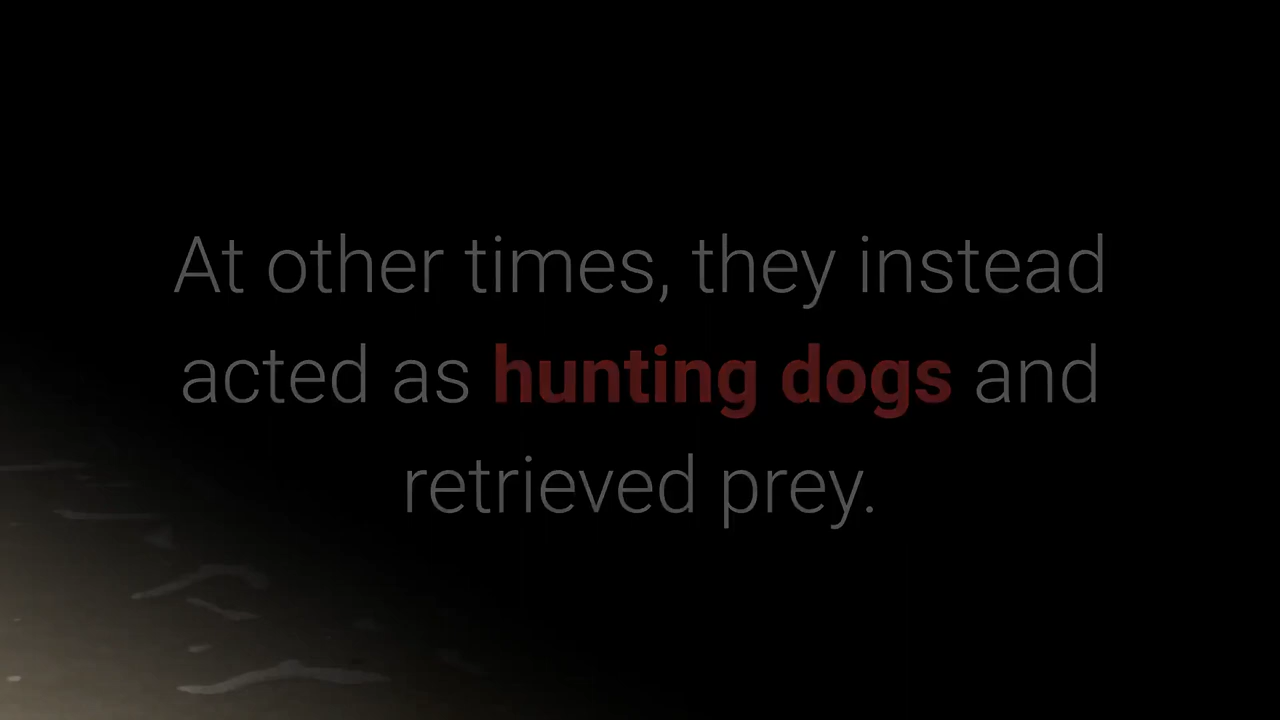 At other times, they instead
acted as hunting dogs and
retrieved prey.